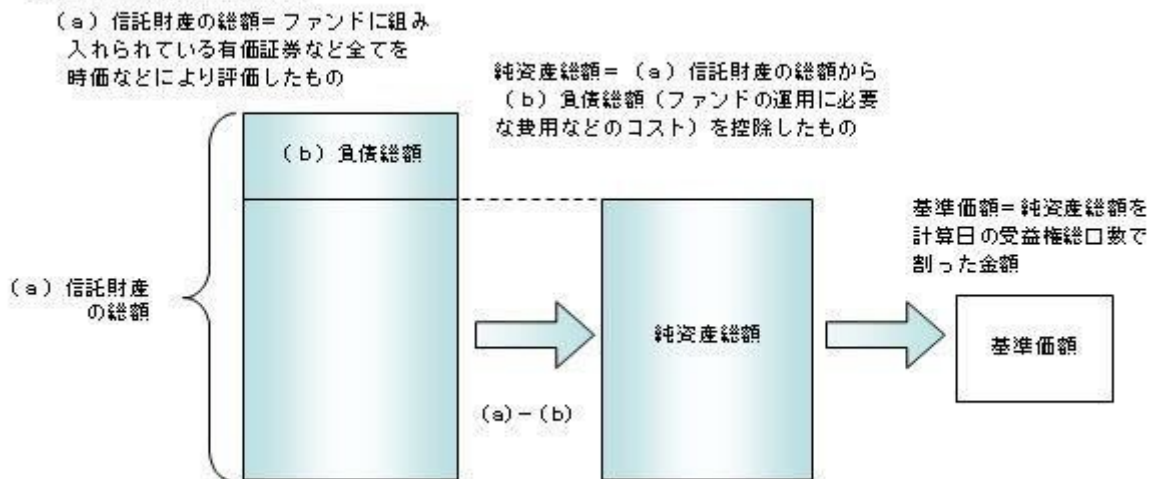 (a)信託財産の総額=ファンドに組み
入れられている有価証券など全てを
時価などにより評価したもの
純資産総額=(a)信託財産の総額から
(b)負債総額(ファンドの運用に必要
な費用などのコスト)を控除したもの
(b)負債総額
基準価額=純資産総額を
計算日の受益権総口数で
割った金額
(a)信託財産
の総額
純資産総額
基準価額
(a)-(b)